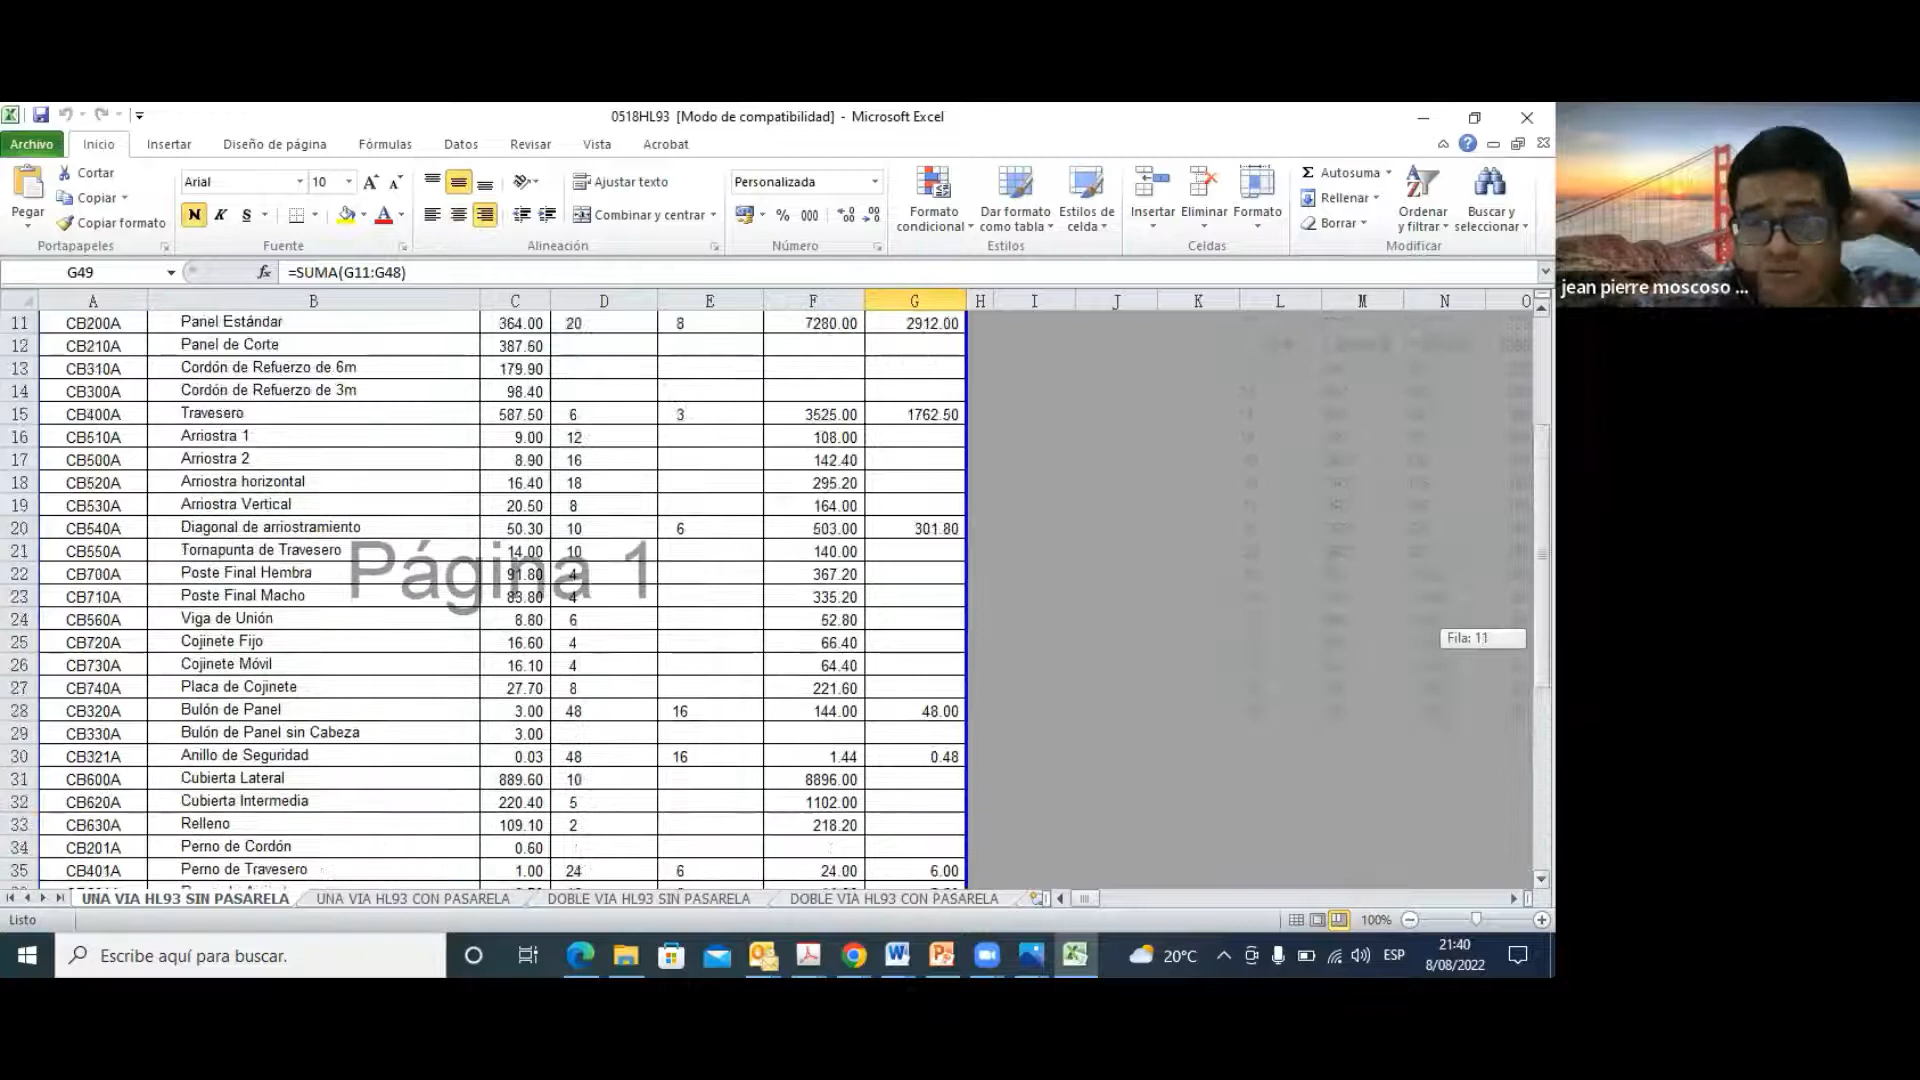 0518HL93 [Modo de compatibilidad] - Microsoft Excel
Archivo Inicio Insertar Diseño de página Fórmulas Datos Revisar Vista Acrobat
Pegar
Cortar
Copiar
Copiar formato
Portapapeles
Arial 10
N K S
Fuente
Ajustar texto
Combinar y centrar
Alineación
Personalizada
% 000
Número
Formato condicional
Dar formato como tabla
Estilos de celda
Estilos
Insertar Eliminar Formato
Celdas
Σ Autosuma
Rellenar
Borrar
Ordenar y filtrar
Buscar y seleccionar
Modificar
G49 fx =SUMA(G11:G48)
A B C D E F G H I J K L M N O
11 CB200A Panel Estándar 364.00 20 8 7280.00 2912.00
12 CB210A Panel de Corte 387.60
13 CB310A Cordón de Refuerzo de 6m 179.90
14 CB300A Cordón de Refuerzo de 3m 98.40
15 CB400A Travesero 587.50 6 3 3525.00 1762.50
16 CB510A Arriostra 1 9.00 12 108.00
17 CB500A Arriostra 2 8.90 16 142.40
18 CB520A Arriostra horizontal 16.40 18 295.20
19 CB530A Arriostra Vertical 20.50 8 164.00
20 CB540A Diagonal de arriostramiento 50.30 10 6 503.00 301.80
21 CB550A Tornapunta de Travesero 14.00 10 140.00
22 CB700A Poste Final Hembra 91.80 4 367.20
23 CB710A Poste Final Macho 83.80 4 335.20
24 CB560A Viga de Unión 8.80 6 52.80
25 CB720A Cojinete Fijo 16.60 4 66.40
26 CB730A Cojinete Móvil 16.10 4 64.40
27 CB740A Placa de Cojinete 27.70 8 221.60
28 CB320A Bulón de Panel 3.00 48 16 144.00 48.00
29 CB330A Bulón de Panel sin Cabeza 3.00
30 CB321A Anillo de Seguridad 0.03 48 16 1.44 0.48
31 CB600A Cubierta Lateral 889.60 10 8896.00
32 CB620A Cubierta Intermedia 220.40 5 1102.00
33 CB630A Relleno 109.10 2 218.20
34 CB201A Perno de Cordón 0.60
35 CB401A Perno de Travesero 1.00 24 6 24.00 6.00
Página 1
Fila: 11
UNA VIA HL93 SIN PASARELA UNA VIA HL93 CON PASARELA DOBLE VIA HL93 SIN PASARELA DOBLE VIA HL93 CON PASARELA
Listo
100%
Escribe aquí para buscar.
20°C
ESP
21:40
8/08/2022
jean pierre moscoso ...